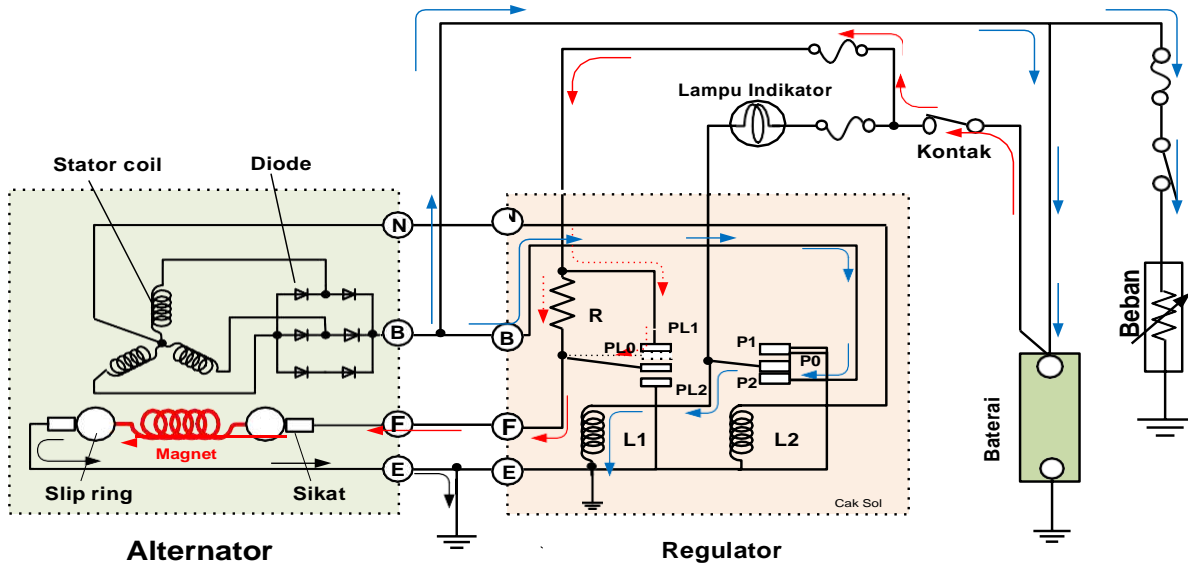 Lampu Indikator
Kontak
Stator coil
Diode
N
B
B
R
PL1
PL0
PL2
P1
P0
P2
L1
L2
F
F
E
E
Magnet
Slip ring
Sikat
Baterai
Beban
Cak Sol
Alternator
Regulator